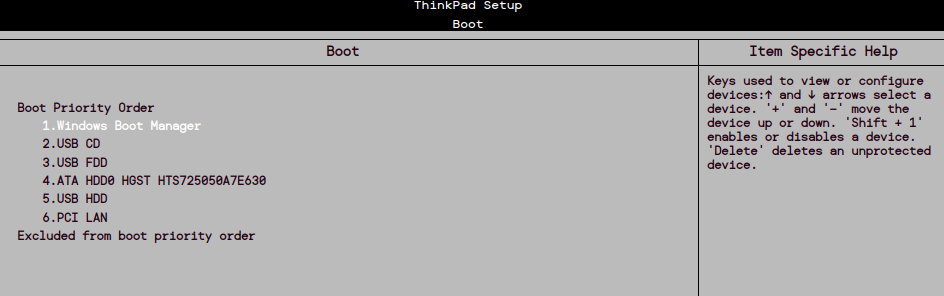 ThinkPad Setup
Boot
Boot
Item Specific Help
Boot Priority Order
1.Windows Boot Manager
2.USB CD
3.USB FDD
4.ATA HDD0 HGST HTS725050A7E630
5.USB HDD
6.PCI LAN
Excluded from boot priority order
Keys used to view or configure
devices:↑ and ↓ arrows select a
device. '+' and '-' move the
device up or down. 'Shift + 1'
enables or disables a device.
'Delete' deletes an unprotected
device.